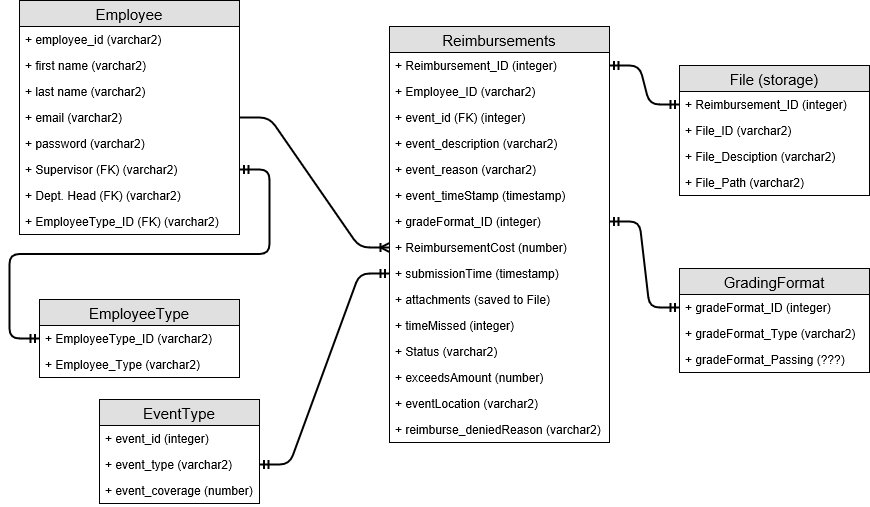 Employee
+ employee_id (varchar2)
+ first name (varchar2)
+ last name (varchar2)
+ email (varchar2)
+ password (varchar2)
+ Supervisor (FK) (varchar2)
+ Dept. Head (FK) (varchar2)
+ EmployeeType_ID (FK) (varchar2)
EmployeeType
+ EmployeeType_ID (varchar2)
+ Employee_Type (varchar2)
EventType
+ event_id (integer)
+ event_type (varchar2)
+ event_coverage (number)
Reimbursements
+ Reimbursement_ID (integer)
+ Employee_ID (varchar2)
+ event_id (FK) (integer)
+ event_description (varchar2)
+ event_reason (varchar2)
+ event_timeStamp (timestamp)
+ gradeFormat_ID (integer)
+ ReimbursementCost (number)
+ submissionTime (timestamp)
+ attachments (saved to File)
+ timeMissed (integer)
+ Status (varchar2)
+ exceedsAmount (number)
+ eventLocation (varchar2)
+ reimburse_deniedReason (varchar2)
File (storage)
+ Reimbursement_ID (integer)
+ File_ID (varchar2)
+ File_Desciption (varchar2)
+ File_Path (varchar2)
GradingFormat
+ gradeFormat_ID (integer)
+ gradeFormat_Type (varchar2)
+ gradeFormat_Passing (???)